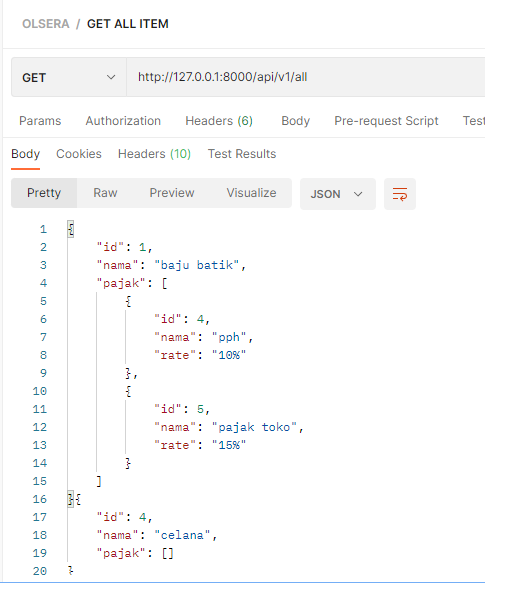 OLSERA / GET ALL ITEM
GET http://127.0.0.1:8000/api/v1/all
Params Authorization Headers (6) Body Pre-request Script Test
Body Cookies Headers (10) Test Results
Pretty Raw Preview Visualize JSON
1 {
2 "id": 1,
3 "nama": "baju batik",
4 "pajak": [
5 {
6 "id": 4,
7 "nama": "pph",
8 "rate": "10%"
9 },
10 {
11 "id": 5,
12 "nama": "pajak toko",
13 "rate": "15%"
14 }
15 ]
16 }{
17 "id": 4,
18 "nama": "celana",
19 "pajak": []
20 }